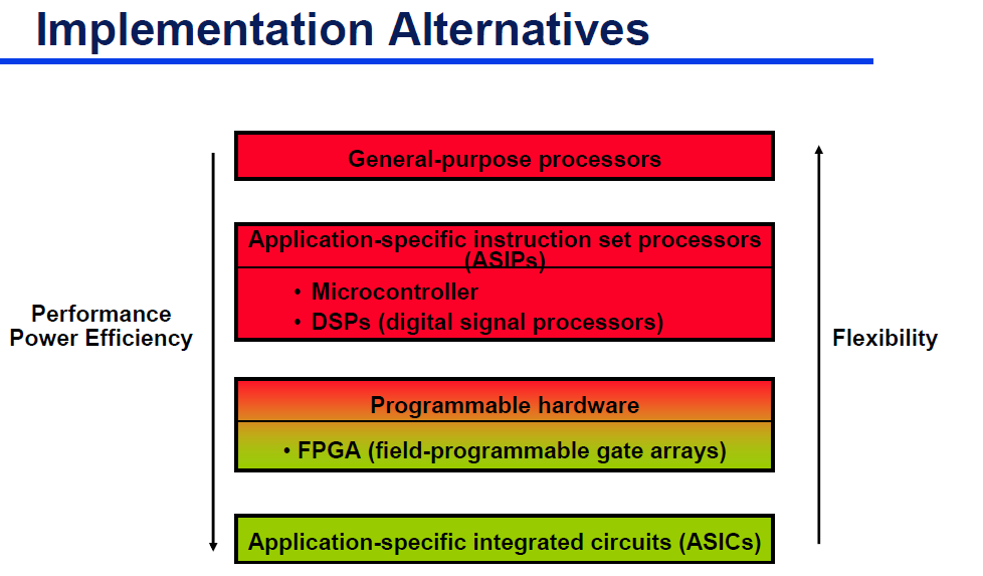 Implementation Alternatives
General-purpose processors
Application-specific instruction set processors
(ASIPs)
• Microcontroller
• DSPs (digital signal processors)
Performance
Power Efficiency
Flexibility
Programmable hardware
• FPGA (field-programmable gate arrays)
Application-specific integrated circuits (ASICs)